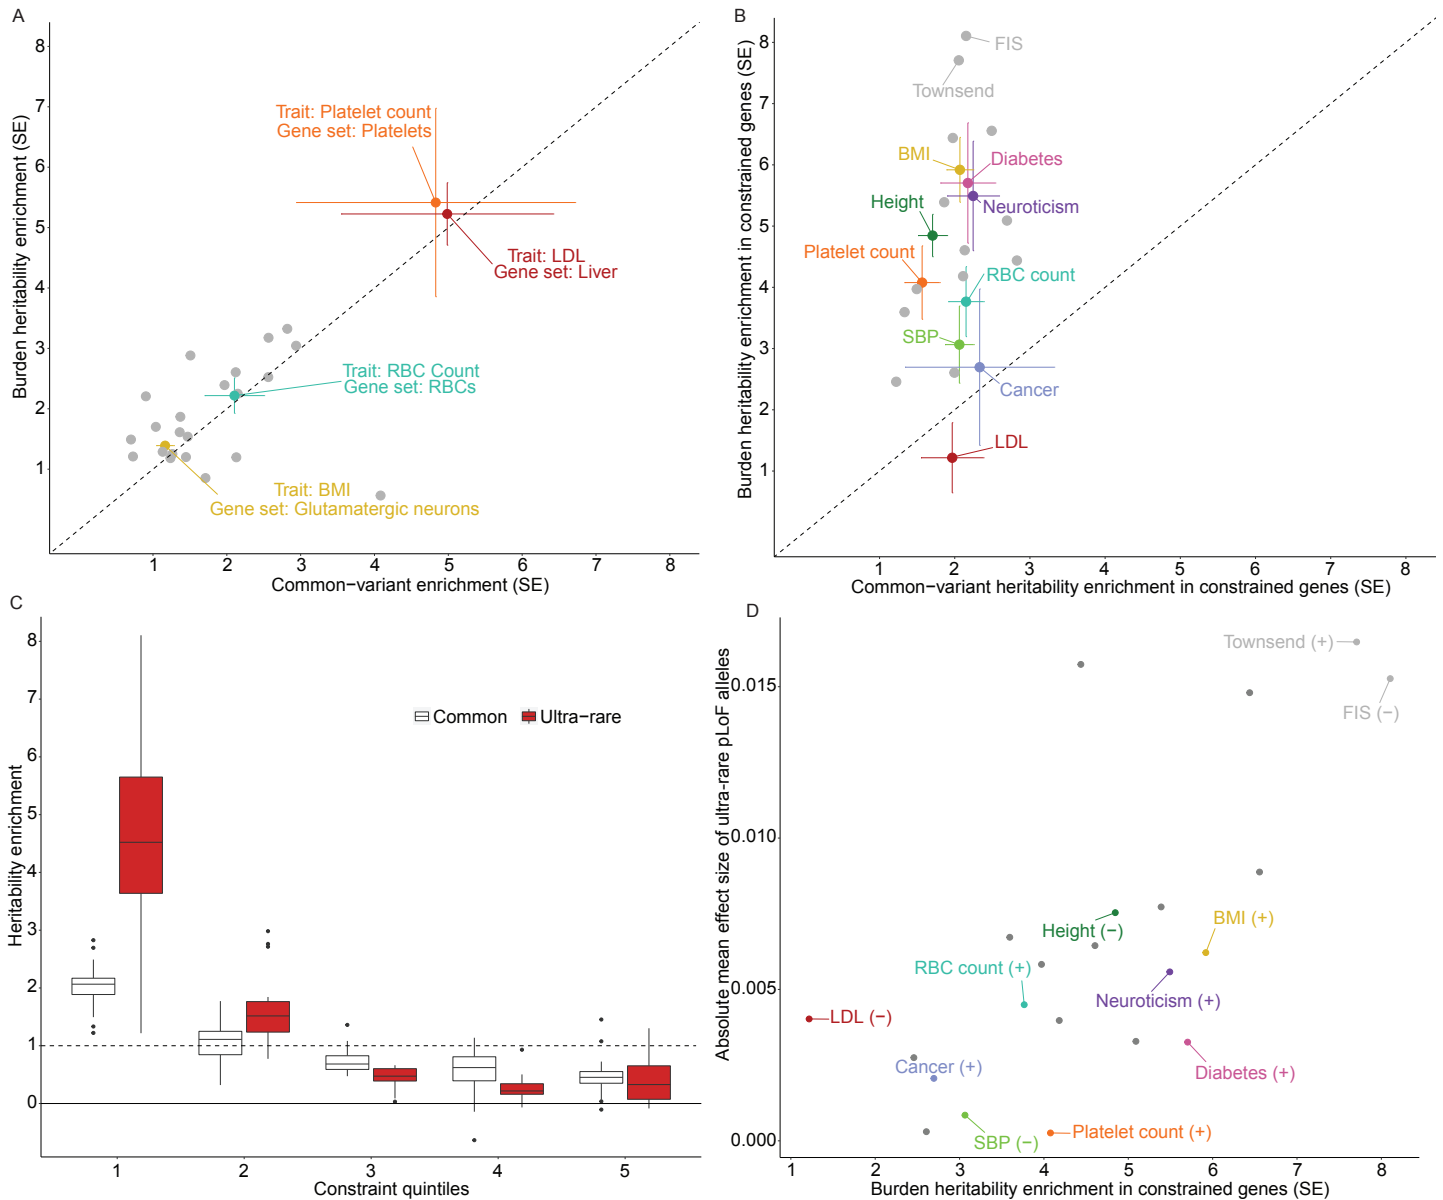 A
Burden heritability enrichment (SE)
8
7
6
5
4
3
2
1
Trait: Platelet count
Gene set: Platelets
Trait: LDL
Gene set: Liver
Trait: RBC Count
Gene set: RBCs
Trait: BMI
Gene set: Glutamatergic neurons
1 2 3 4 5 6 7 8
Common−variant enrichment (SE)
B
Burden heritability enrichment in constrained genes (SE)
8
7
6
5
4
3
2
1
FIS
Townsend
BMI
Diabetes
Height
Neuroticism
Platelet count
RBC count
SBP
Cancer
LDL
1 2 3 4 5 6 7 8
Common−variant heritability enrichment in constrained genes (SE)
C
Heritability enrichment
8
7
6
5
4
3
2
1
0
Common Ultra−rare
1 2 3 4 5
Constraint quintiles
D
Absolute mean effect size of ultra−rare pLoF alleles
0.015
0.010
0.005
0.000
Townsend (+)
FIS (−)
Height (−)
BMI (+)
RBC count (+)
Neuroticism (+)
LDL (−)
Cancer (+)
Diabetes (+)
SBP (−)
Platelet count (+)
1 2 3 4 5 6 7 8
Burden heritability enrichment in constrained genes (SE)